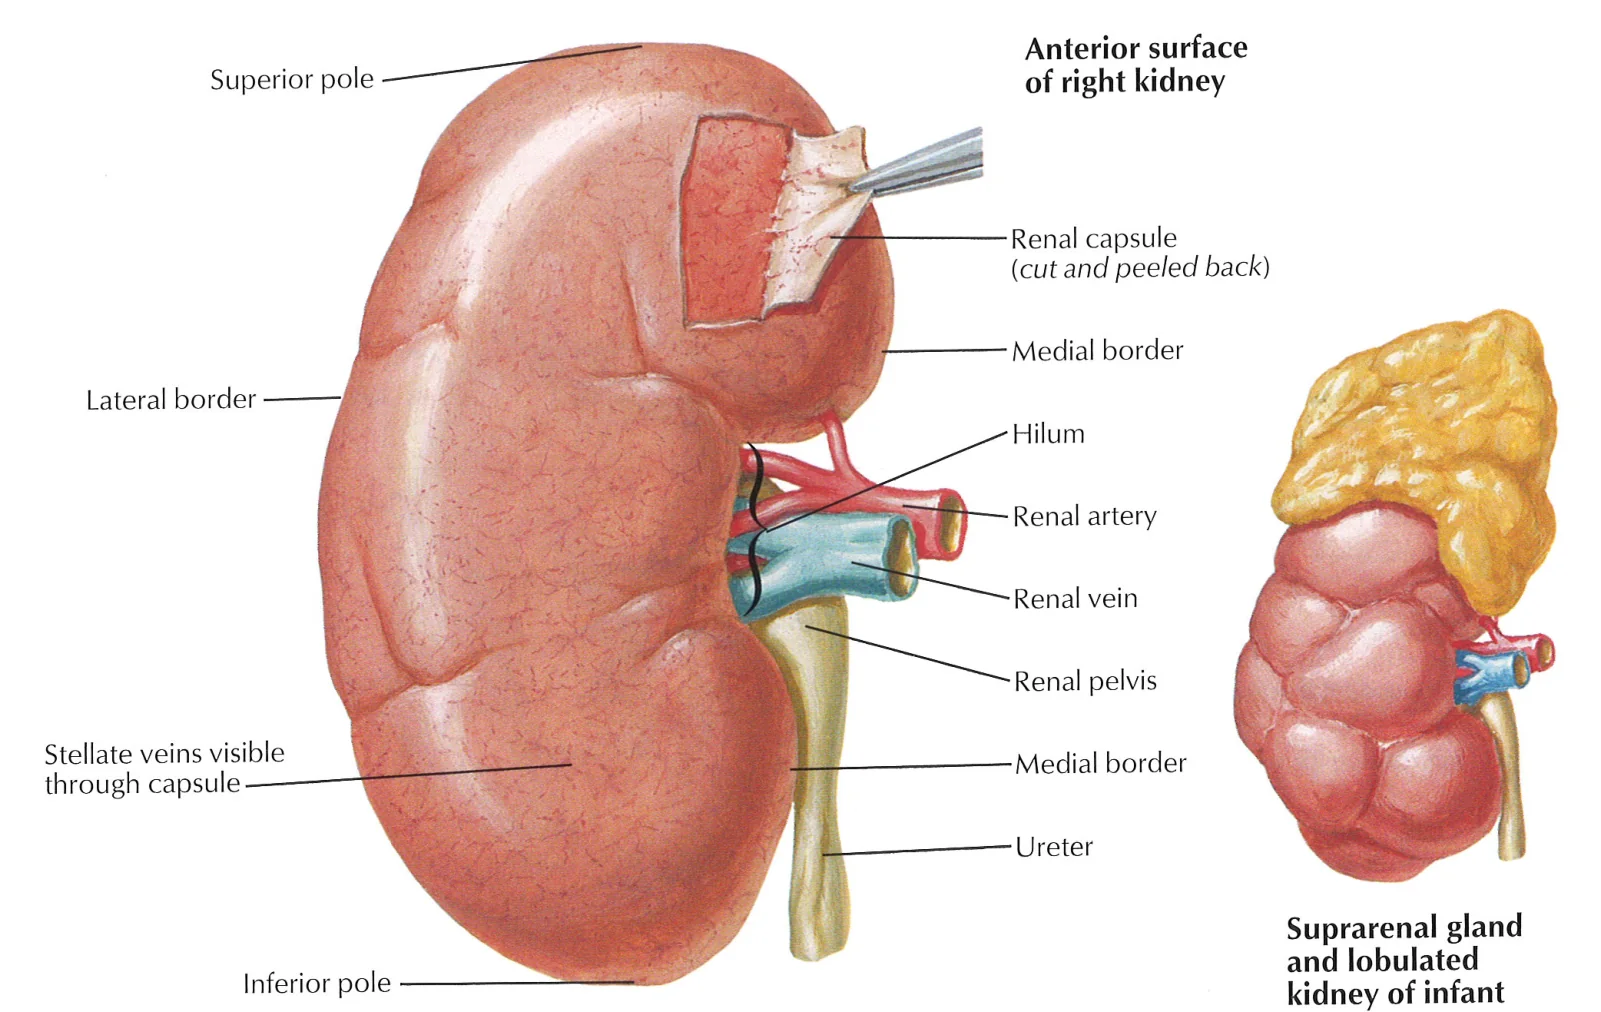 Anterior surface
of right kidney
Superior pole
Renal capsule
(cut and peeled back)
Medial border
Lateral border
Hilum
Renal artery
Renal vein
Renal pelvis
Stellate veins visible
through capsule
Medial border
Ureter
Inferior pole
Suprarenal gland
and lobulated
kidney of infant